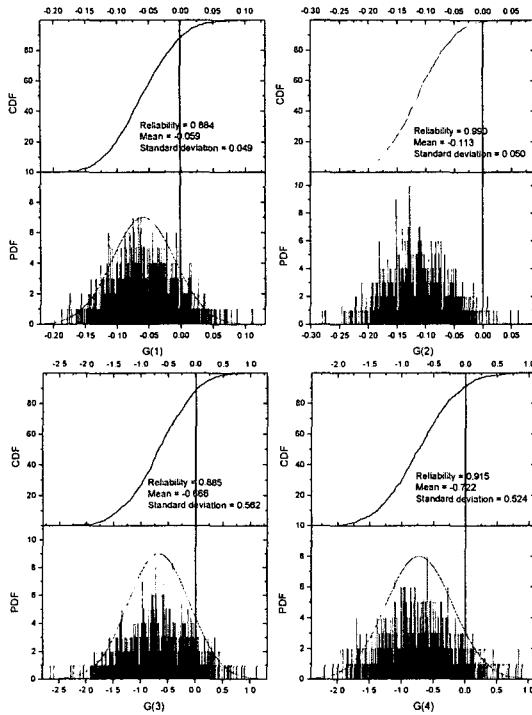 -0.20 -0.15 -0.10 -0.05 0.00 0.05 0.10
80
60
40
20
CDF
Reliability = 0.884
Mean = -0.059
Standard deviation = 0.049
10
8
6
4
2
0
PDF
-0.20 -0.15 -0.10 -0.05 0.00 0.05 0.10
G(1)
-0.30 -0.25 -0.20 -0.15 -0.10 -0.05 0.00 0.05
80
60
40
20
CDF
Reliability = 0.990
Mean = -0.113
Standard deviation = 0.050
10
8
6
4
2
0
PDF
-0.30 -0.25 -0.20 -0.15 -0.10 -0.05 0.00 0.05
G(2)
-2.5 -2.0 -1.5 -1.0 -0.5 0.0 0.5 1.0
80
60
40
20
CDF
Reliability = 0.885
Mean = -0.666
Standard deviation = 0.562
10
8
6
4
2
0
PDF
-2.5 -2.0 -1.5 -1.0 -0.5 0.0 0.5 1.0
G(3)
-2.5 -2.0 -1.5 -1.0 -0.5 0.0 0.5 1.0
80
60
40
20
CDF
Reliability = 0.915
Mean = -0.722
Standard deviation = 0.524
10
8
6
4
2
0
PDF
-2.5 -2.0 -1.5 -1.0 -0.5 0.0 0.5 1.0
G(4)